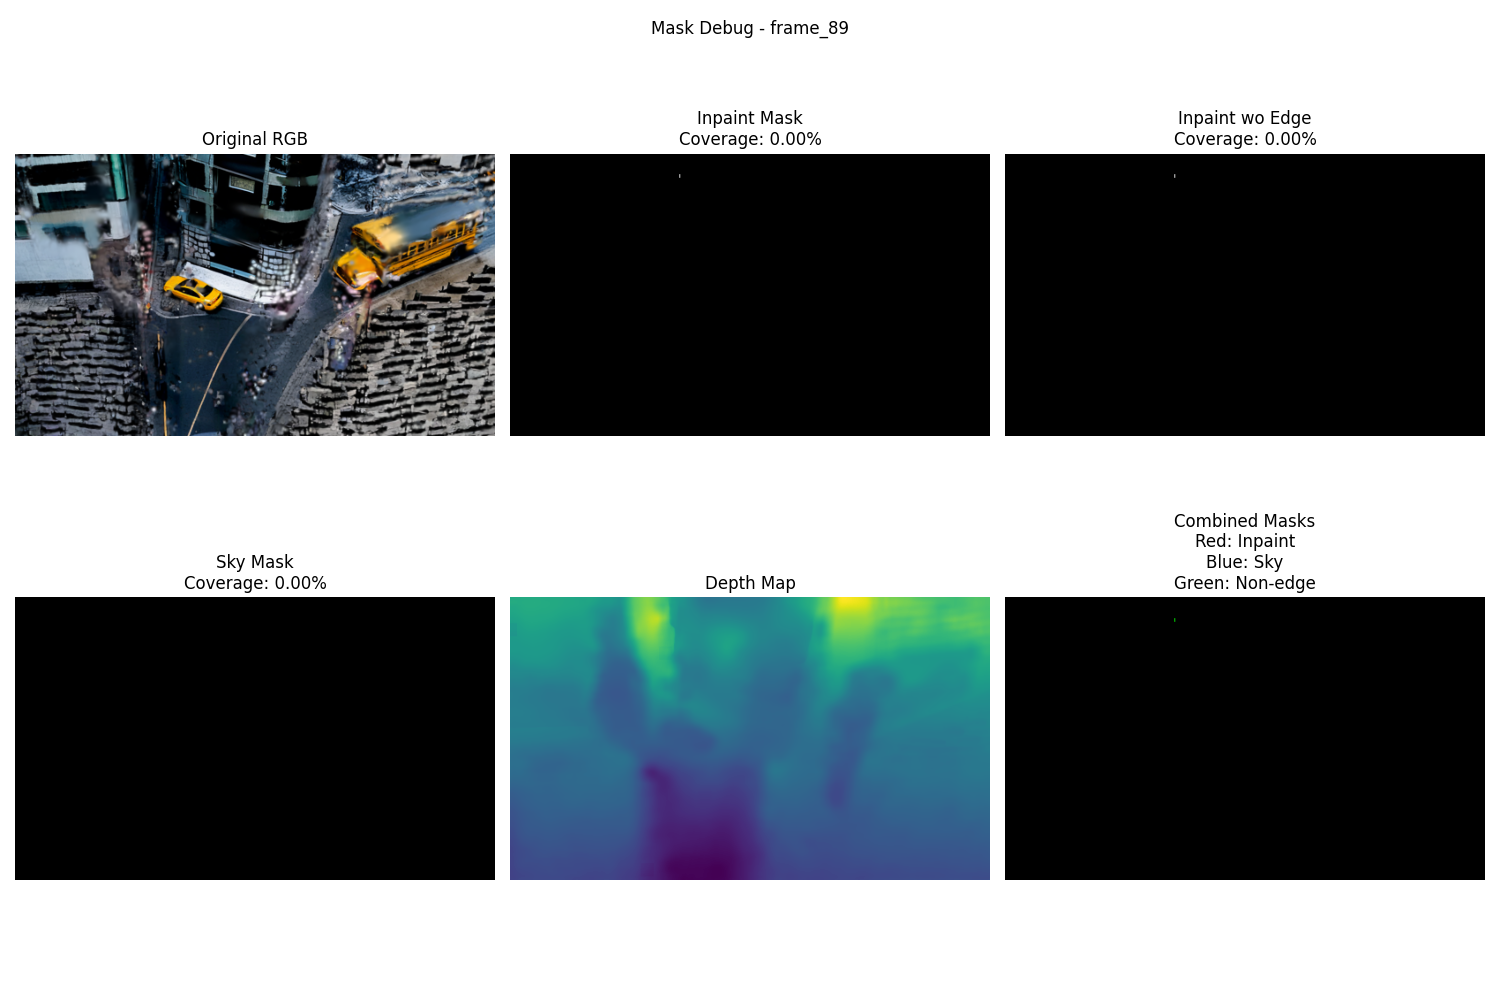 Mask Debug - frame_89
Original RGB
Inpaint Mask
Coverage: 0.00%
Inpaint wo Edge
Coverage: 0.00%
Sky Mask
Coverage: 0.00%
Depth Map
Combined Masks
Red: Inpaint
Blue: Sky
Green: Non-edge